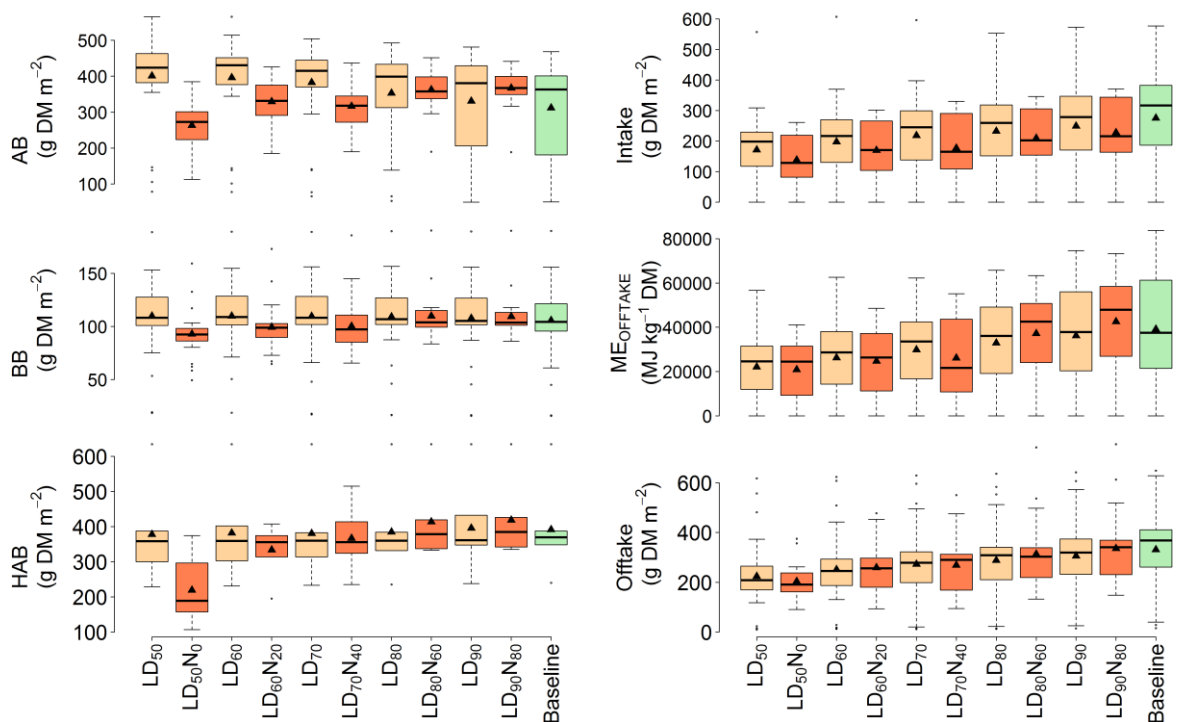 AB
(g DM m⁻²)
500
400
300
200
100
BB
(g DM m⁻²)
150
100
50
HAB
(g DM m⁻²)
600
500
400
300
200
100
LD₅₀
LD₅₀N₀
LD₆₀
LD₆₀N₂₀
LD₇₀
LD₇₀N₄₀
LD₈₀
LD₈₀N₆₀
LD₉₀
LD₉₀N₈₀
Baseline
Intake
(g DM m⁻²)
600
500
400
300
200
100
0
ME_OFFTAKE
(MJ kg⁻¹ DM)
80000
60000
40000
20000
0
Offtake
(g DM m⁻²)
600
400
200
0
LD₅₀
LD₅₀N₀
LD₆₀
LD₆₀N₂₀
LD₇₀
LD₇₀N₄₀
LD₈₀
LD₈₀N₆₀
LD₉₀
LD₉₀N₈₀
Baseline